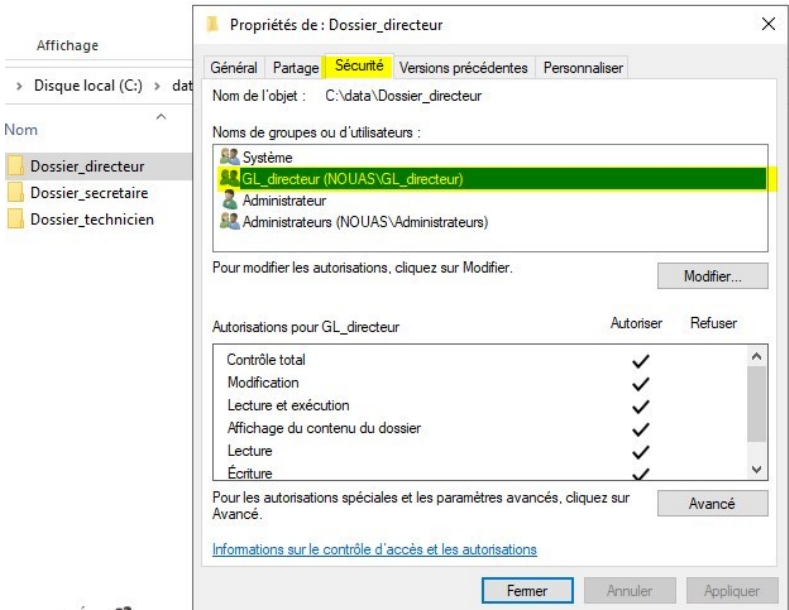 Affichage
Disque local (C:) > dat
Nom
Dossier_directeur
Dossier_secretaire
Dossier_technicien
Propriétés de : Dossier_directeur
Général Partage Sécurité Versions précédentes Personnaliser
Nom de l'objet : C:\data\Dossier_directeur
Noms de groupes ou d'utilisateurs :
Système
GL_directeur (NOUAS\GL_directeur)
Administrateur
Administrateurs (NOUAS\Administrateurs)
Pour modifier les autorisations, cliquez sur Modifier.
Modifier...
Autorisations pour GL_directeur Autoriser Refuser
Contrôle total
Modification
Lecture et exécution
Affichage du contenu du dossier
Lecture
Écriture
Pour les autorisations spéciales et les paramètres avancés, cliquez sur
Avancé.
Avancé
Informations sur le contrôle d'accès et les autorisations
Fermer Annuler Appliquer